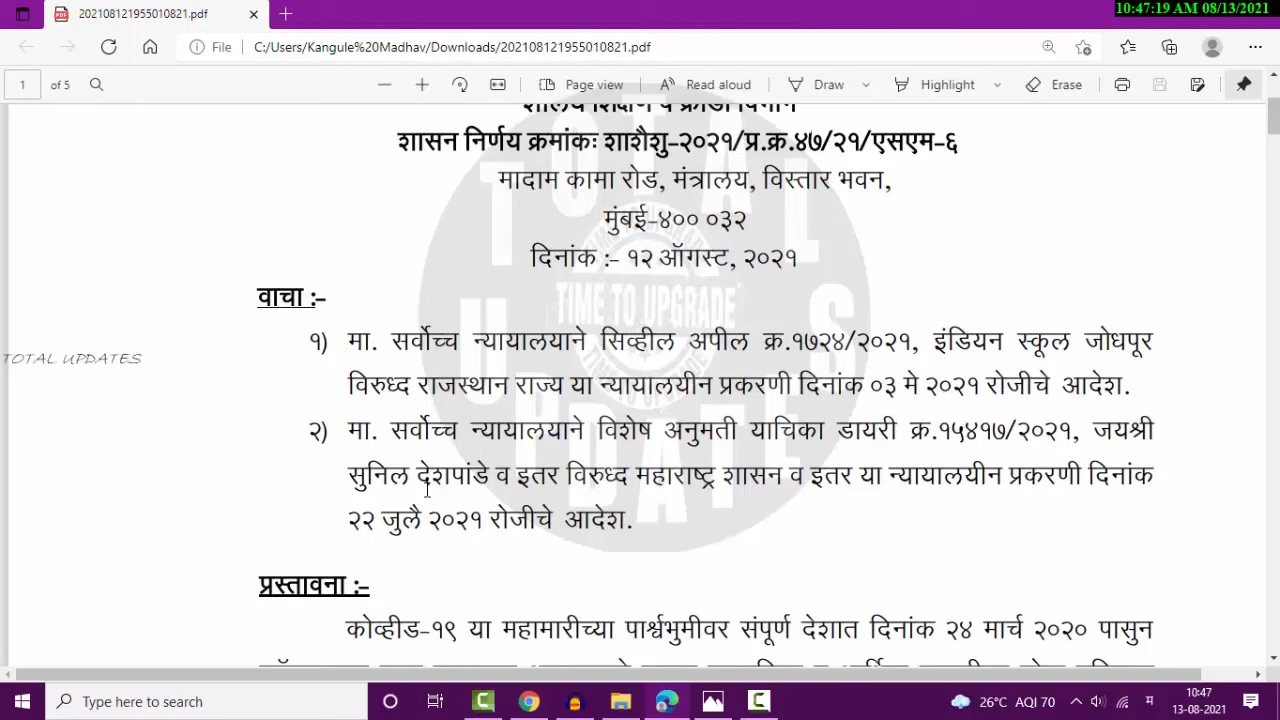 10:47:19 AM 08/13/2021
202108121955010821.pdf
File C:/Users/Kangule%20Madhav/Downloads/202108121955010821.pdf
1 of 5 Page view Read aloud Draw Highlight Erase
शालेय शिक्षण व क्रीडा विभाग
शासन निर्णय क्रमांकः शाशैशु-२०२१/प्र.क्र.४७/२१/एसएम-६
मादाम कामा रोड, मंत्रालय, विस्तार भवन,
मुंबई-४०० ०३२
दिनांक :- १२ ऑगस्ट, २०२१
TOTAL UPDATES
TIME TO UPGRADE
वाचा :-
१) मा. सर्वोच्च न्यायालयाने सिव्हील अपील क्र.१७२४/२०२१, इंडियन स्कूल जोधपूर
TOTAL UPDATES
विरुध्द राजस्थान राज्य या न्यायालयीन प्रकरणी दिनांक ०३ मे २०२१ रोजीचे आदेश.
२) मा. सर्वोच्च न्यायालयाने विशेष अनुमती याचिका डायरी क्र.१५४१७/२०२१, जयश्री
सुनिल देशपांडे व इतर विरुध्द महाराष्ट्र शासन व इतर या न्यायालयीन प्रकरणी दिनांक
२२ जुलै २०२१ रोजीचे आदेश.
प्रस्तावना :-
कोव्हीड-१९ या महामारीच्या पार्श्वभुमीवर संपूर्ण देशात दिनांक २४ मार्च २०२० पासुन
Type here to search
26°C AQI 70
10:47
13-08-2021